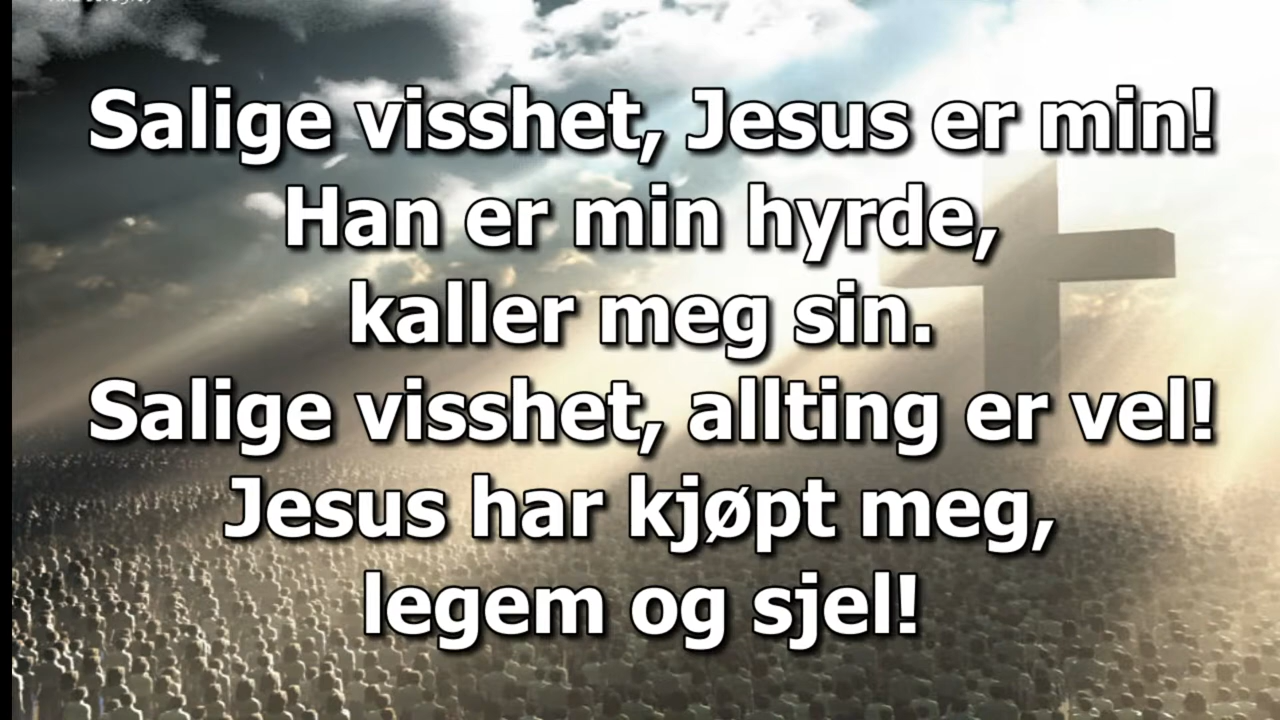 Salige visshet, Jesus er min!
Han er min hyrde,
kaller meg sin.
Salige visshet, allting er vel!
Jesus har kjøpt meg,
legem og sjel!